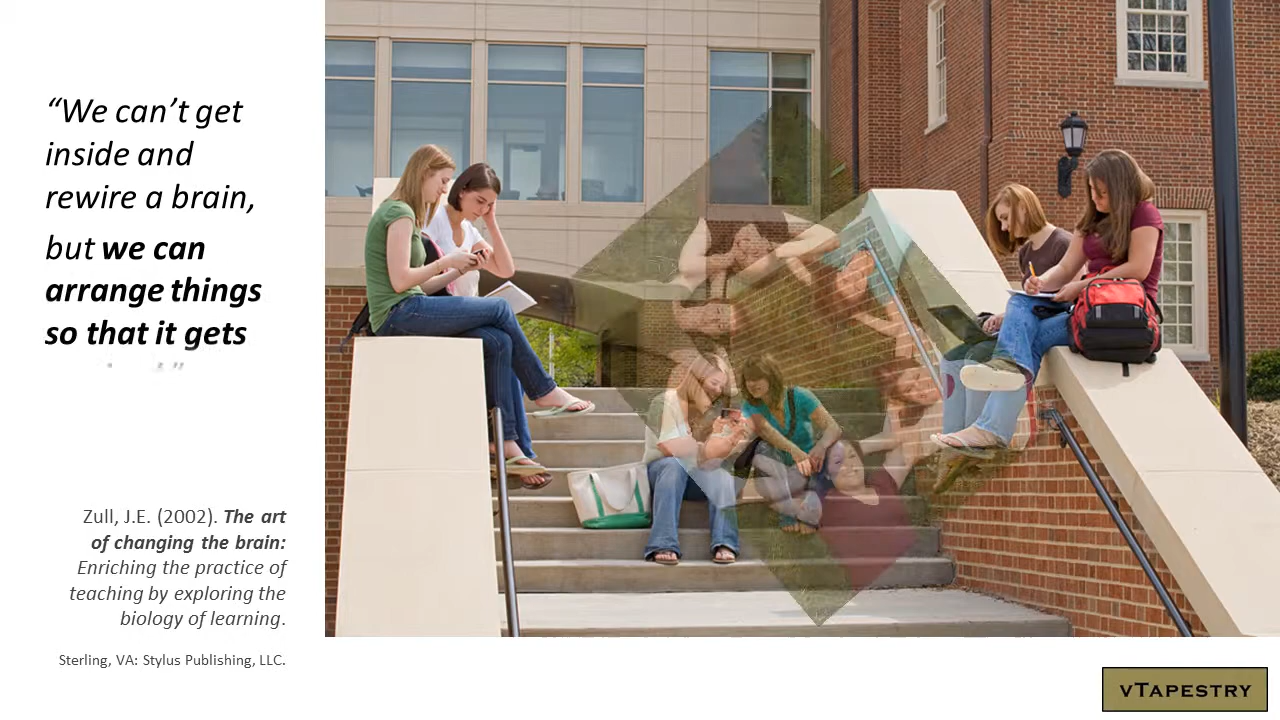 “We can’t get
inside and
rewire a brain,
but we can
arrange things
so that it gets
Zull, J.E. (2002). The art
of changing the brain:
Enriching the practice of
teaching by exploring the
biology of learning.
Sterling, VA: Stylus Publishing, LLC.
vTapestry